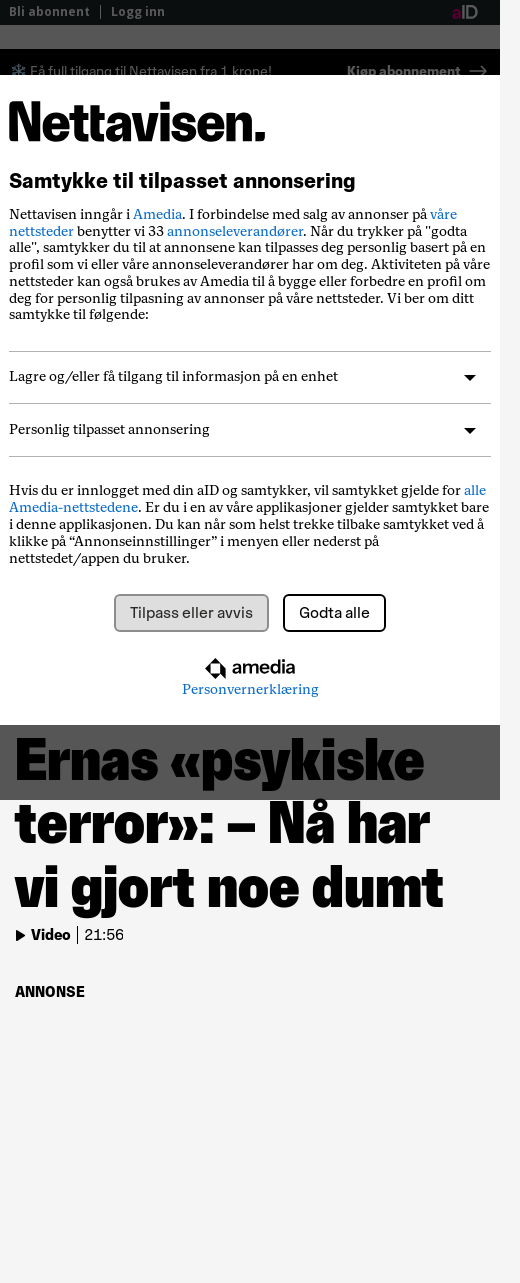 Bli abonnent
Logg inn
aID
Få full tilgang til Nettavisen fra 1 krone!
Kjøp abonnement
Nettavisen.
Samtykke til tilpasset annonsering
Nettavisen inngår i Amedia. I forbindelse med salg av annonser på våre
nettsteder benytter vi 33 annonseleverandører. Når du trykker på "godta
alle", samtykker du til at annonsene kan tilpasses deg personlig basert på en
profil som vi eller våre annonseleverandører har om deg. Aktiviteten på våre
nettsteder kan også brukes av Amedia til å bygge eller forbedre en profil om
deg for personlig tilpasning av annonser på våre nettsteder. Vi ber om ditt
samtykke til følgende:
Lagre og/eller få tilgang til informasjon på en enhet
Personlig tilpasset annonsering
Hvis du er innlogget med din aID og samtykker, vil samtykket gjelde for alle
Amedia-nettstedene. Er du i en av våre applikasjoner gjelder samtykket bare
i denne applikasjonen. Du kan når som helst trekke tilbake samtykket ved å
klikke på “Annonseinnstillinger” i menyen eller nederst på
nettstedet/appen du bruker.
Tilpass eller avvis
Godta alle
amedia
Personvernerklæring
Ernas «psykiske
terror»: – Nå har
vi gjort noe dumt
Video
21:56
ANNONSE